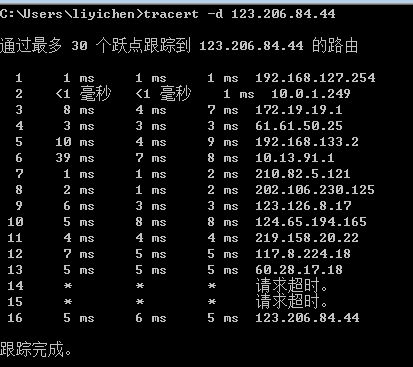 C:\Users\liyichen>tracert -d 123.206.84.44
通过最多 30 个跃点跟踪到 123.206.84.44 的路由
1 1 ms 1 ms 1 ms 192.168.127.254
2 <1 毫秒 <1 毫秒 1 ms 10.0.1.249
3 8 ms 4 ms 7 ms 172.19.19.1
4 3 ms 3 ms 3 ms 61.61.50.25
5 10 ms 4 ms 9 ms 192.168.133.2
6 39 ms 7 ms 8 ms 10.13.91.1
7 1 ms 1 ms 2 ms 210.82.5.121
8 2 ms 1 ms 2 ms 202.106.230.125
9 6 ms 3 ms 3 ms 123.126.8.17
10 5 ms 8 ms 8 ms 124.65.194.165
11 4 ms 4 ms 4 ms 219.158.20.22
12 7 ms 5 ms 5 ms 117.8.224.18
13 5 ms 5 ms 5 ms 60.28.17.18
14 * * * 请求超时。
15 * * * 请求超时。
16 5 ms 6 ms 5 ms 123.206.84.44
跟踪完成。